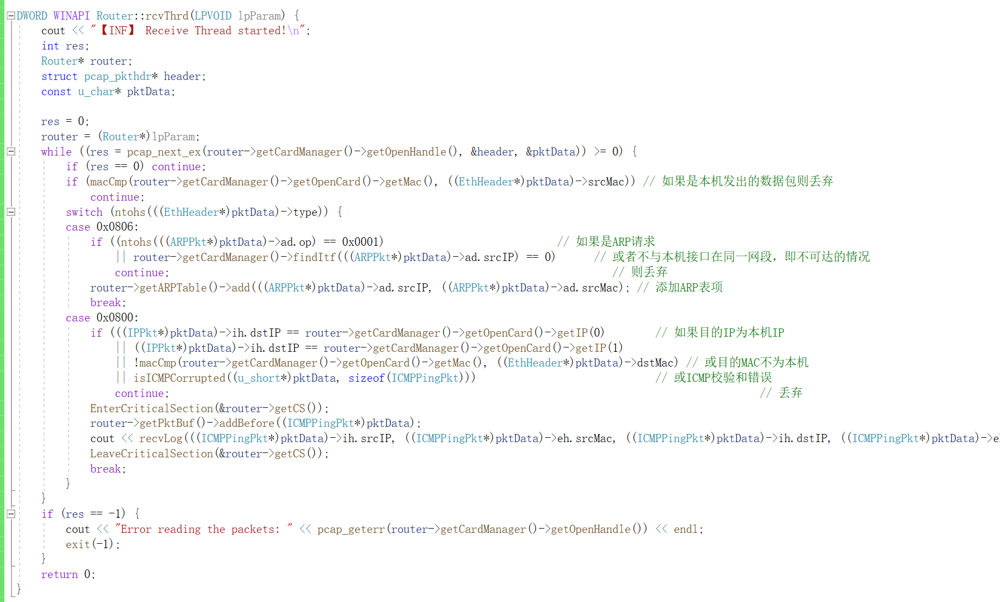 DWORD WINAPI Router::rcvThrd(LPVOID lpParam) {
cout << "【INF】 Receive Thread started!\n";
int res;
Router* router;
struct pcap_pkthdr* header;
const u_char* pktData;
res = 0;
router = (Router*)lpParam;
while ((res = pcap_next_ex(router->getCardManager()->getOpenHandle(), &header, &pktData)) >= 0) {
if (res == 0) continue;
if (macCmp(router->getCardManager()->getOpenCard()->getMac(), ((EthHeader*)pktData)->srcMac)) // 如果是本机发出的数据包则丢弃
continue;
switch (ntohs(((EthHeader*)pktData)->type)) {
case 0x0806:
if ((ntohs(((ARPPkt*)pktData)->ad.op) == 0x0001) // 如果是ARP请求
|| router->getCardManager()->findItf(((ARPPkt*)pktData)->ad.srcIP) == 0) // 或者不与本机接口在同一网段，即不可达的情况
continue; // 则丢弃
router->getARPTable()->add(((ARPPkt*)pktData)->ad.srcIP, ((ARPPkt*)pktData)->ad.srcMac); // 添加ARP表项
break;
case 0x0800:
if (((IPPkt*)pktData)->ih.dstIP == router->getCardManager()->getOpenCard()->getIP(0) // 如果目的IP为本机IP
|| ((IPPkt*)pktData)->ih.dstIP == router->getCardManager()->getOpenCard()->getIP(1)
|| !macCmp(router->getCardManager()->getOpenCard()->getMac(), ((EthHeader*)pktData)->dstMac) // 或目的MAC不为本机
|| isICMPCorrupted((u_short*)pktData, sizeof(ICMPPingPkt))) // 或ICMP校验和错误
continue; // 丢弃
EnterCriticalSection(&router->getCS());
router->getPktBuf()->addBefore((ICMPPingPkt*)pktData);
cout << recvLog(((ICMPPingPkt*)pktData)->ih.srcIP, ((ICMPPingPkt*)pktData)->eh.srcMac, ((ICMPPingPkt*)pktData)->ih.dstIP, ((ICMPPingPkt*)pktData)->
LeaveCriticalSection(&router->getCS());
break;
}
}
if (res == -1) {
cout << "Error reading the packets: " << pcap_geterr(router->getCardManager()->getOpenHandle()) << endl;
exit(-1);
}
return 0;
}